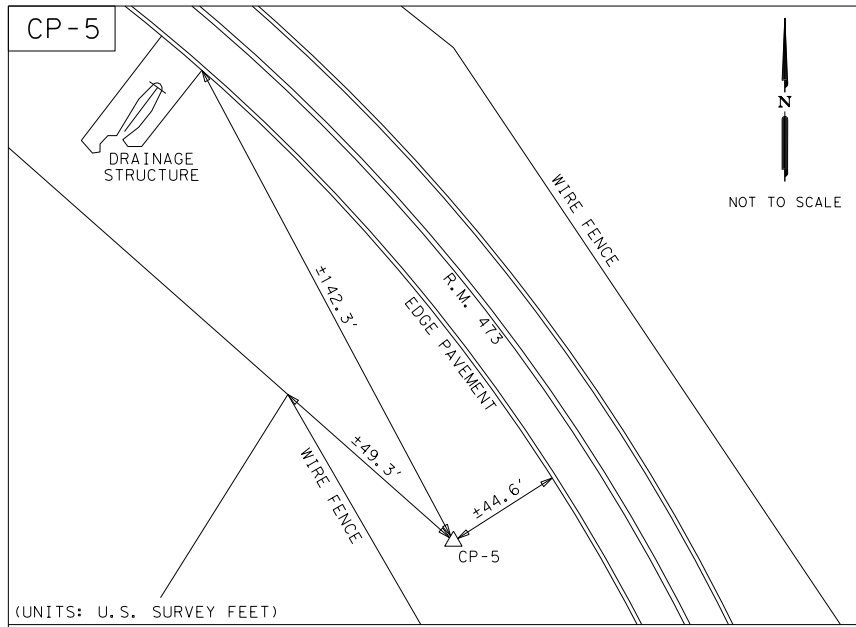 CP-5
N
NOT TO SCALE
DRAINAGE
STRUCTURE
WIRE FENCE
R.M. 473
±142.3'
EDGE PAVEMENT
±49.3'
WIRE FENCE
±44.6'
CP-5
(UNITS: U.S. SURVEY FEET)